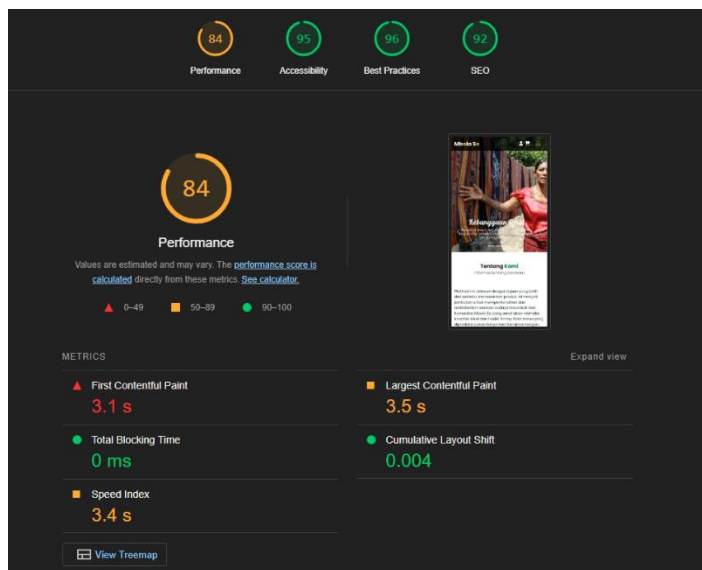 84
95
96
92
Performance
Accessibility
Best Practices
SEO
84
Performance
Values are estimated and may vary. The performance score is
calculated directly from these metrics. See calculator.
0–49
50–89
90–100
Tentang Kami
METRICS
Expand view
First Contentful Paint
3.1 s
Largest Contentful Paint
3.5 s
Total Blocking Time
0 ms
Cumulative Layout Shift
0.004
Speed Index
3.4 s
View Treemap